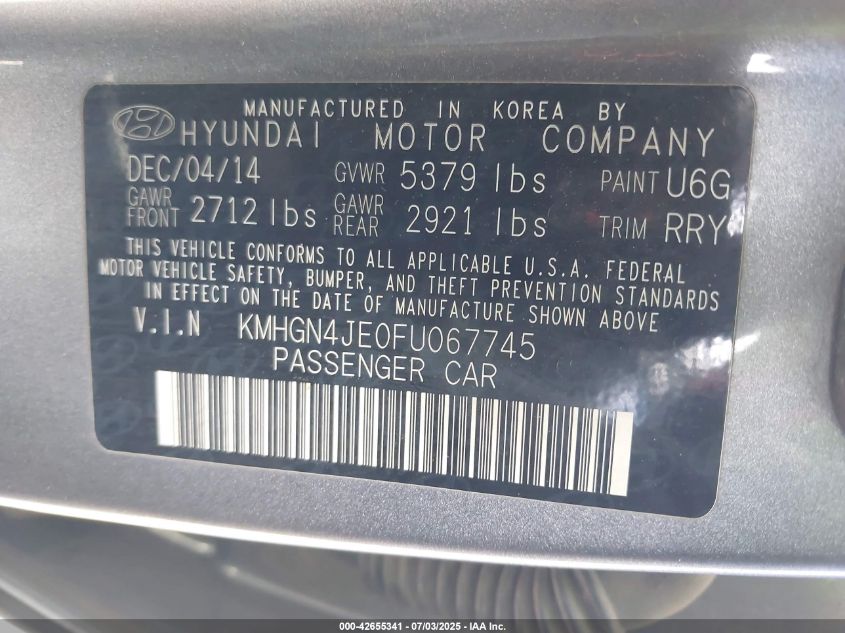 MANUFACTURED IN KOREA BY
HYUNDAI MOTOR COMPANY
DEC/04/14 GVWR 5379 lbs PAINT U6G
GAWR FRONT 2712 lbs GAWR REAR 2921 lbs TRIM RRY
THIS VEHICLE CONFORMS TO ALL APPLICABLE U.S.A. FEDERAL
MOTOR VEHICLE SAFETY, BUMPER, AND THEFT PREVENTION STANDARDS
IN EFFECT ON THE DATE OF MANUFACTURE SHOWN ABOVE
V.I.N KMHGN4JE0FU067745
PASSENGER CAR
000-42655341 - 07/03/2025 - IAA Inc.